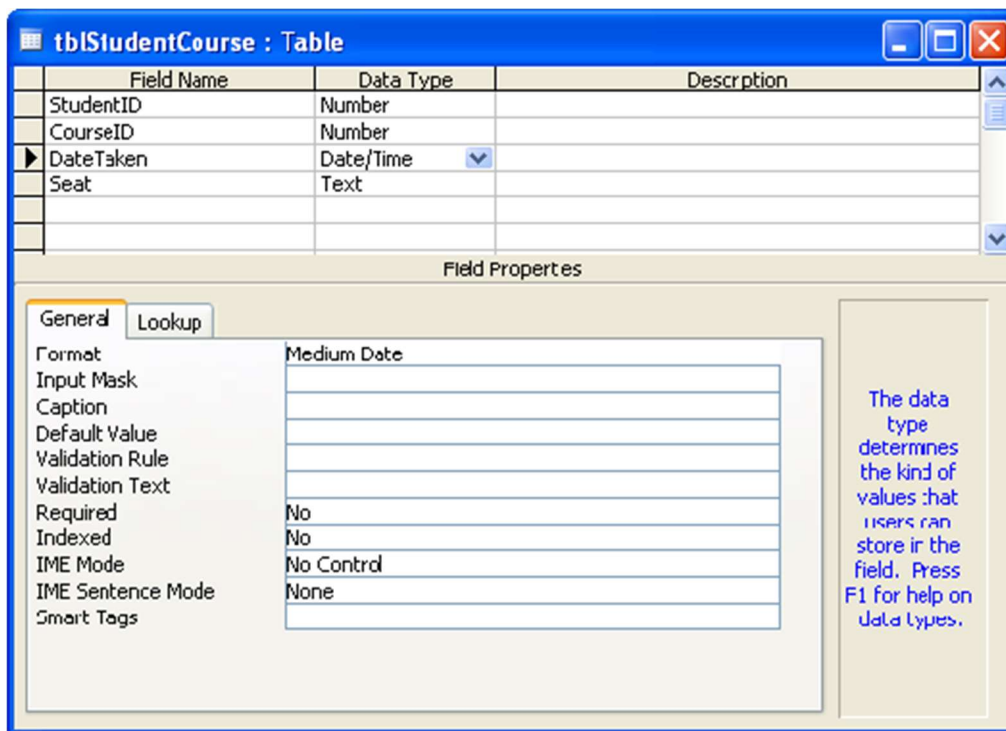 tblStudentCourse : Table
Field Name Data Type Description
StudentID Number
CourseID Number
DateTaken Date/Time
Seat Text
Field Properties
General Lookup
Format Medium Date
Input Mask
Caption
Default Value
Validation Rule
Validation Text
Required No
Indexed No
IME Mode No Control
IME Sentence Mode None
Smart Tags
The data
type
determines
the kind of
values that
users can
store in the
field. Press
F1 for help on
data types.